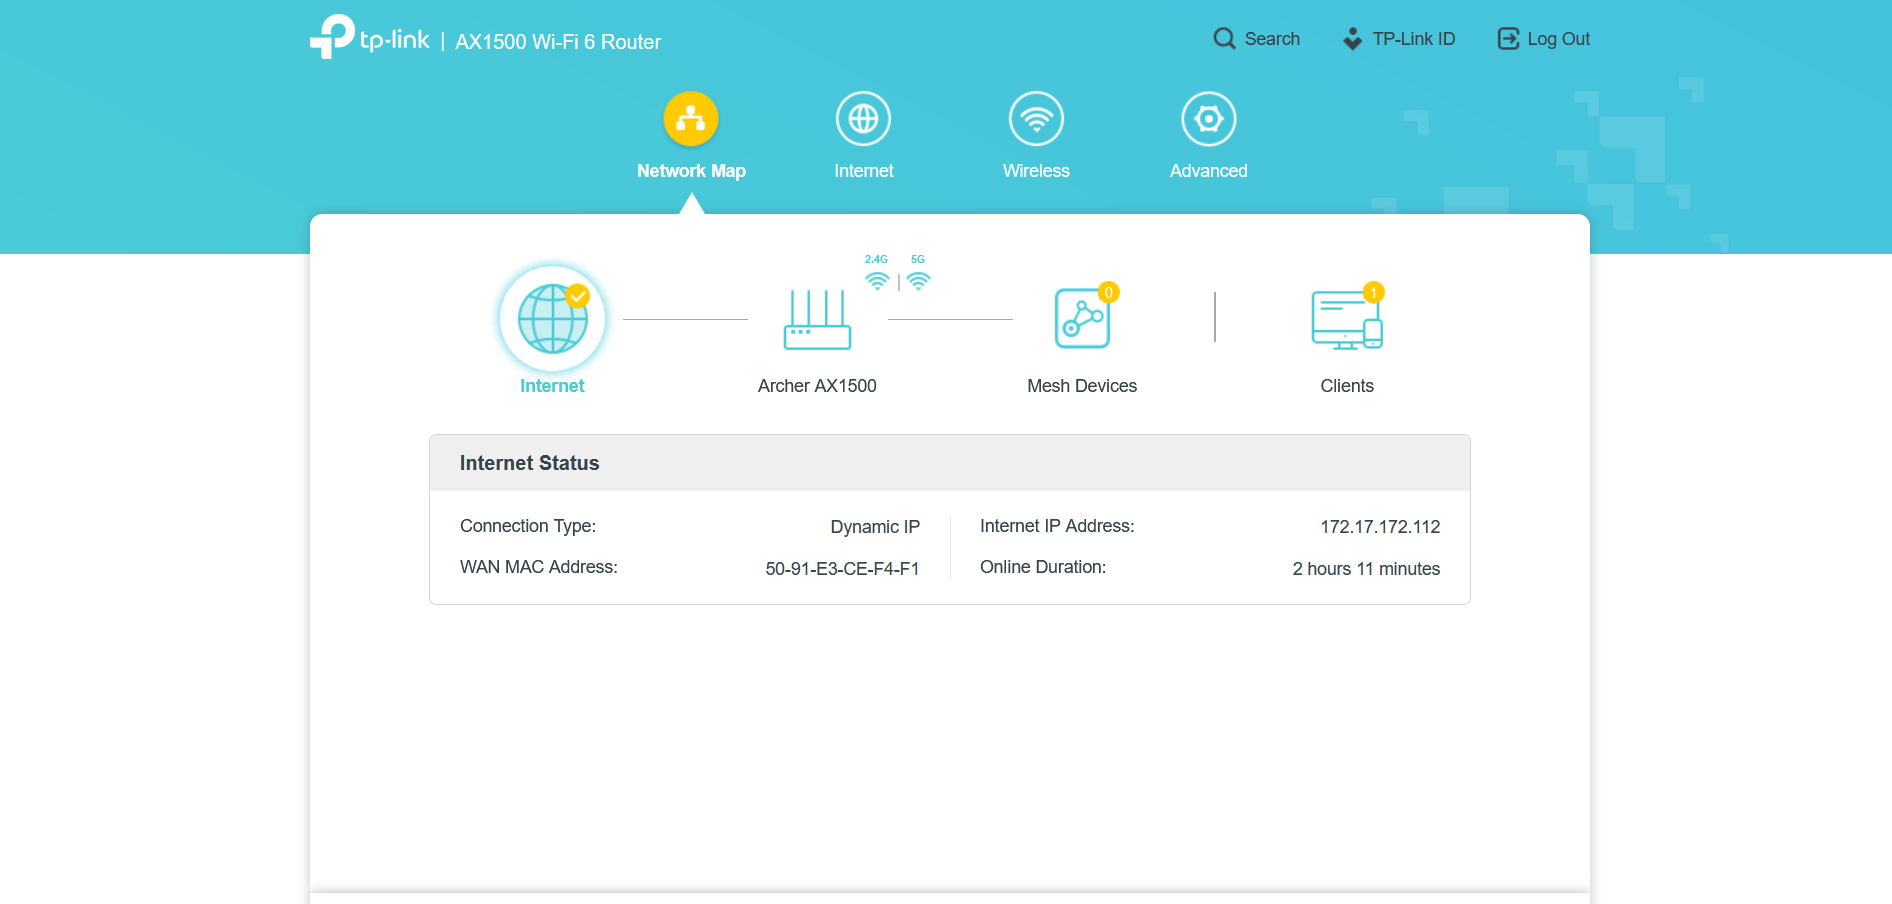 tp-link | AX1500 Wi-Fi 6 Router
Search
TP-Link ID
Log Out
Network Map
Internet
Wireless
Advanced
2.4G
5G
0
1
Internet
Archer AX1500
Mesh Devices
Clients
Internet Status
Connection Type: Dynamic IP
Internet IP Address: 172.17.172.112
WAN MAC Address: 50-91-E3-CE-F4-F1
Online Duration: 2 hours 11 minutes